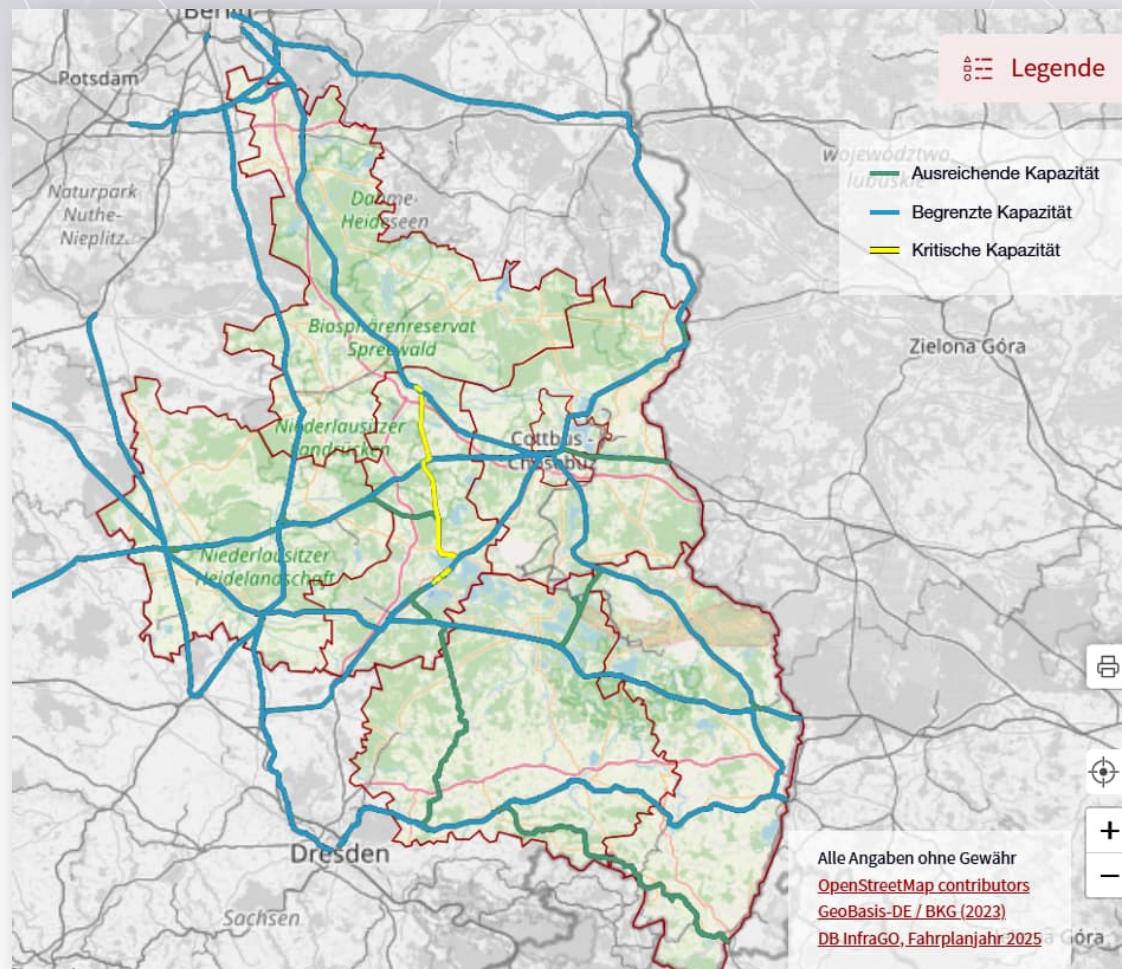 Berlin
Potsdam
Legende
województwo
lubuskie
Ausreichende Kapazität
Begrenzte Kapazität
Kritische Kapazität
Naturpark
Nuthe-
Nieplitz
Dahme-
Heideseen
Biosphärenreservat
Spreewald
Zielona Góra
Niederlausitzer
Landrücken
Cottbus -
Chóśebuz
Niederlausitzer
Heidelandschaft
Dresden
Sachsen
Alle Angaben ohne Gewähr
OpenStreetMap contributors
GeoBasis-DE / BKG (2023)
DB InfraGO, Fahrplanjahr 2025
Góra
+
−